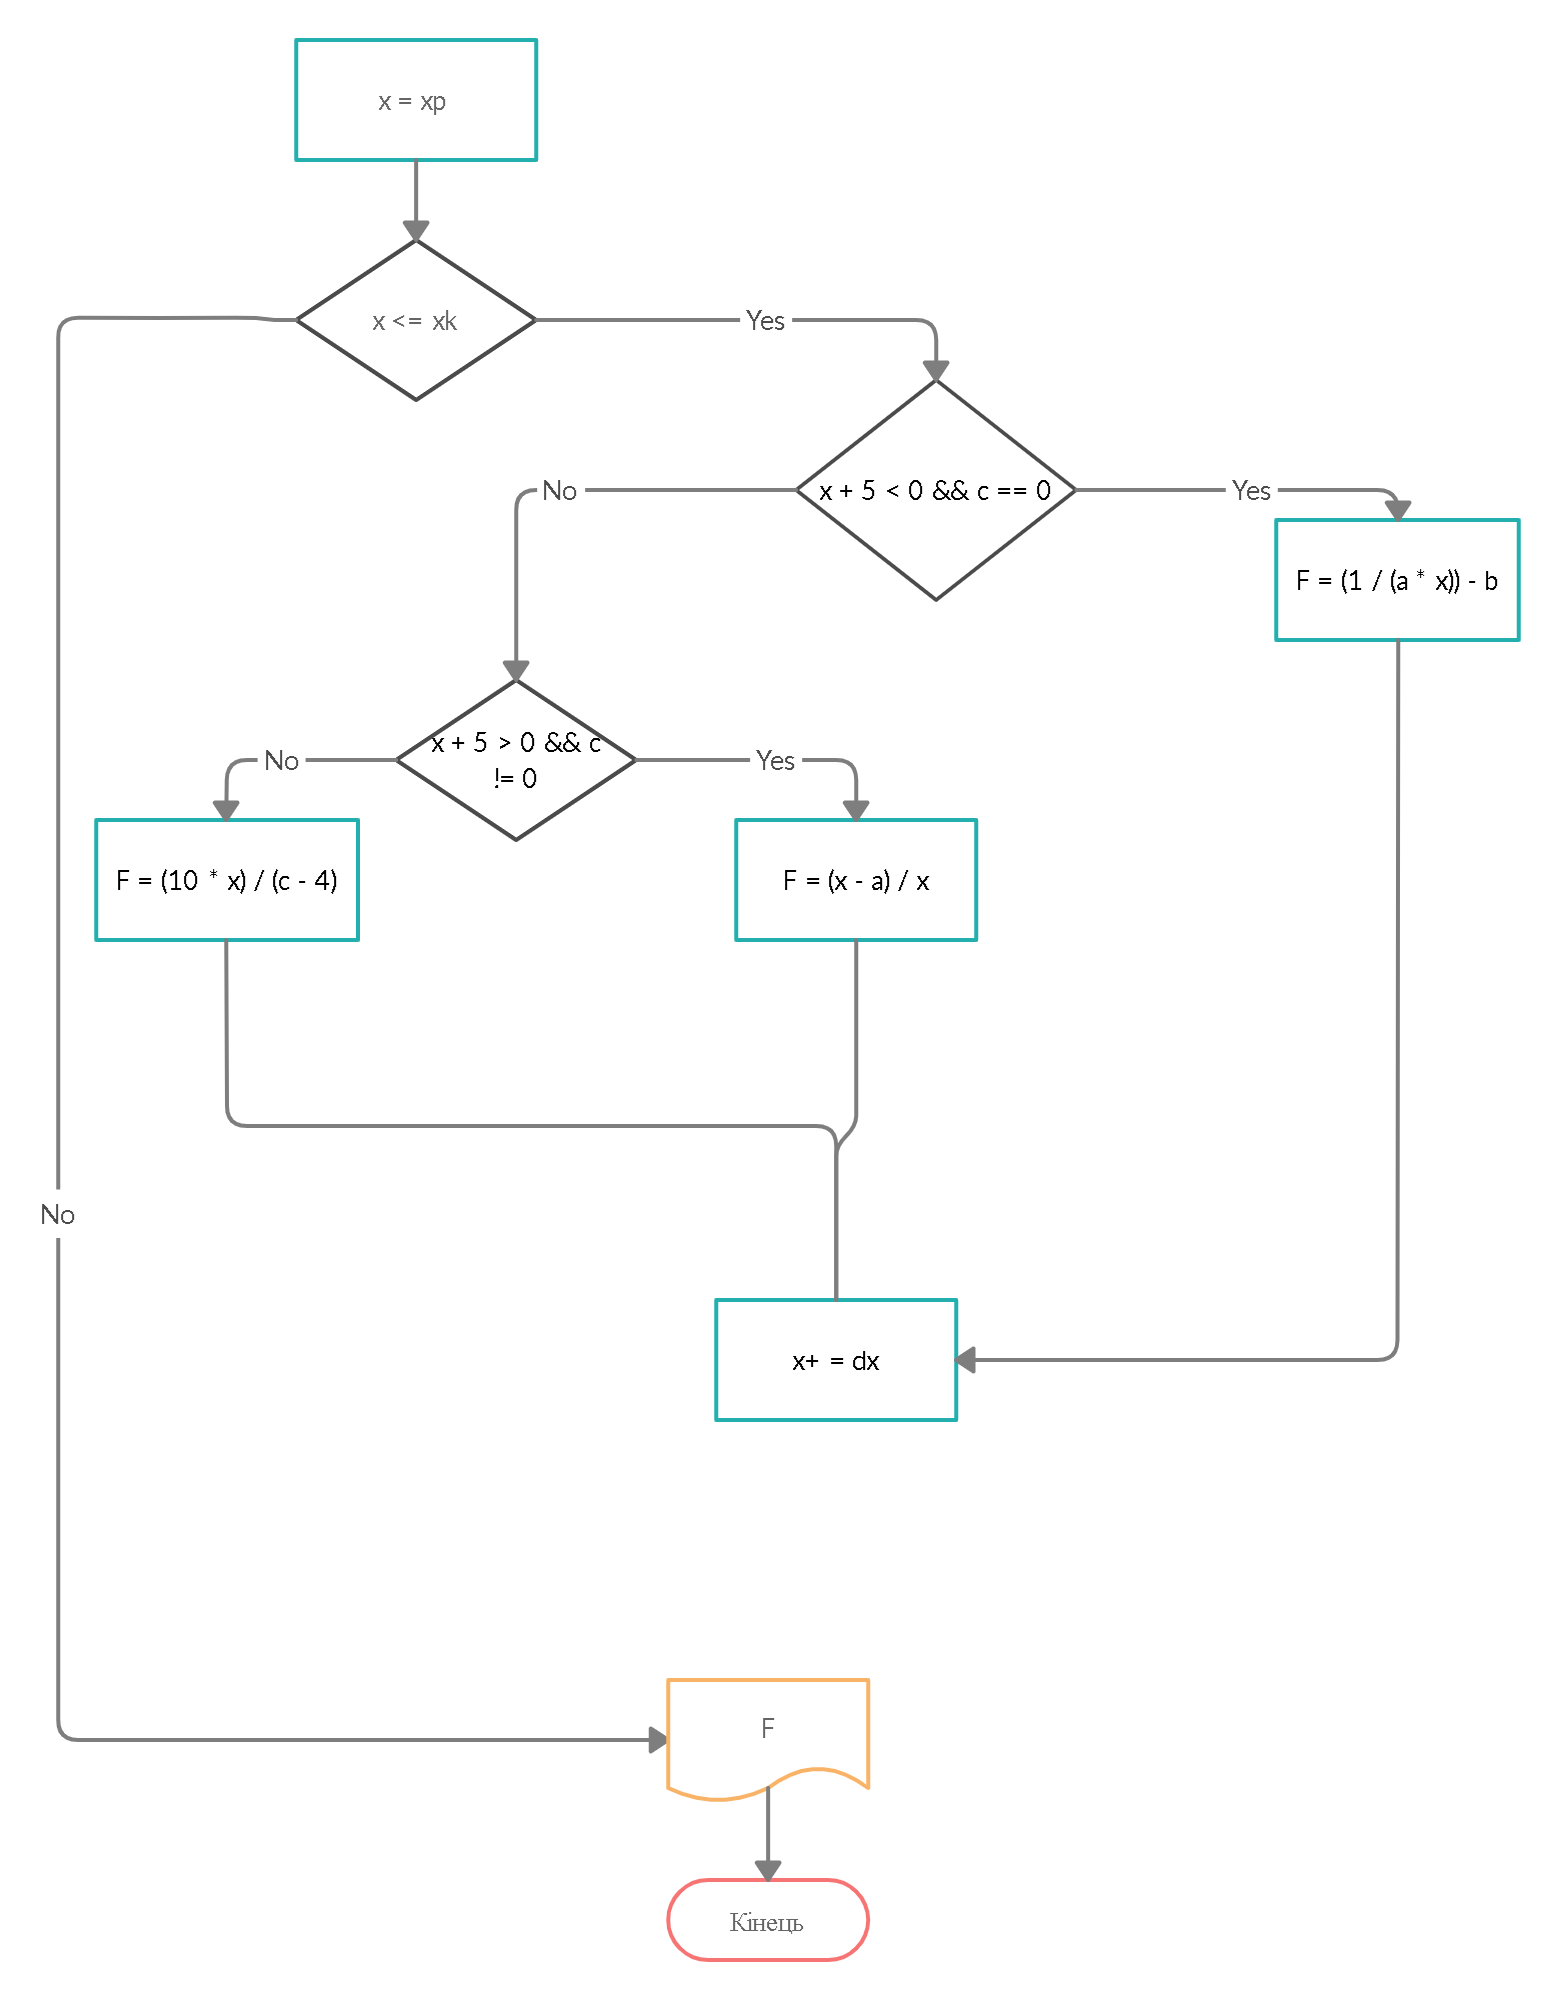 x = xp
x <= xk
Yes
x + 5 < 0 && c == 0
No
Yes
F = (1 / (a * x)) - b
x + 5 > 0 && c
!= 0
No
Yes
F = (10 * x) / (c - 4)
F = (x - a) / x
No
x+ = dx
F
Кінець